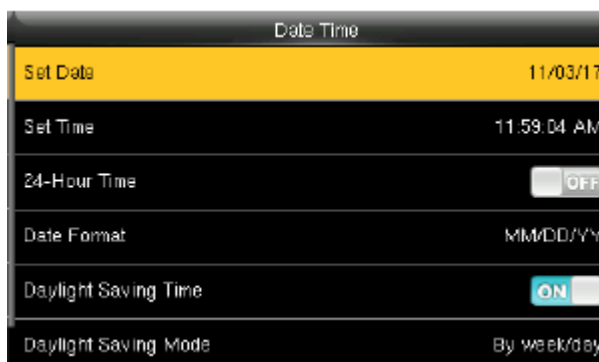 Date Time
Set Date 11/03/17
Set Time 11:59:04 AM
24-Hour Time OFF
Date Format MM/DD/YY
Daylight Saving Time ON
Daylight Saving Mode By week/day